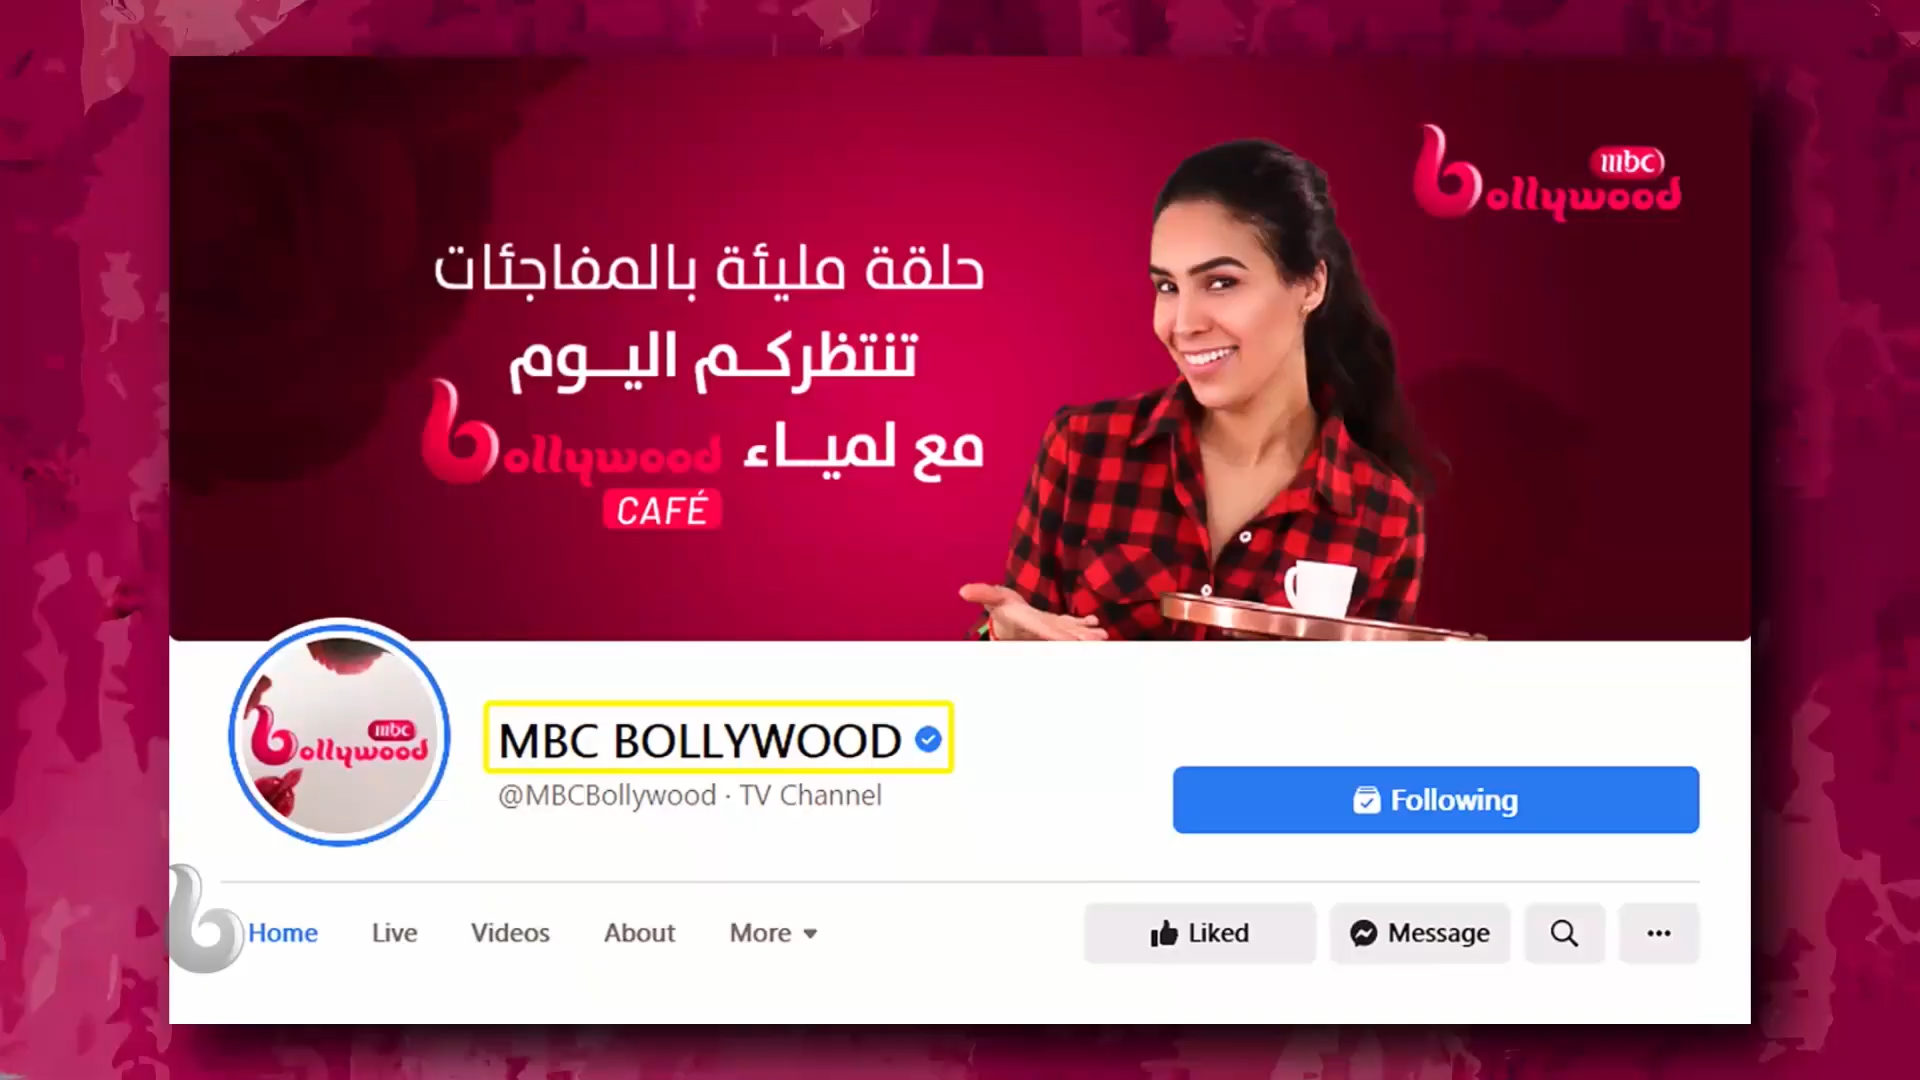 mbc
bollywood
حلقة مليئة بالمفاجئات
تنتظركم اليوم
مع لمياء bollywood
CAFÉ
mbc
bollywood
MBC BOLLYWOOD
@MBCBollywood · TV Channel
Following
Home Live Videos About More
Liked Message